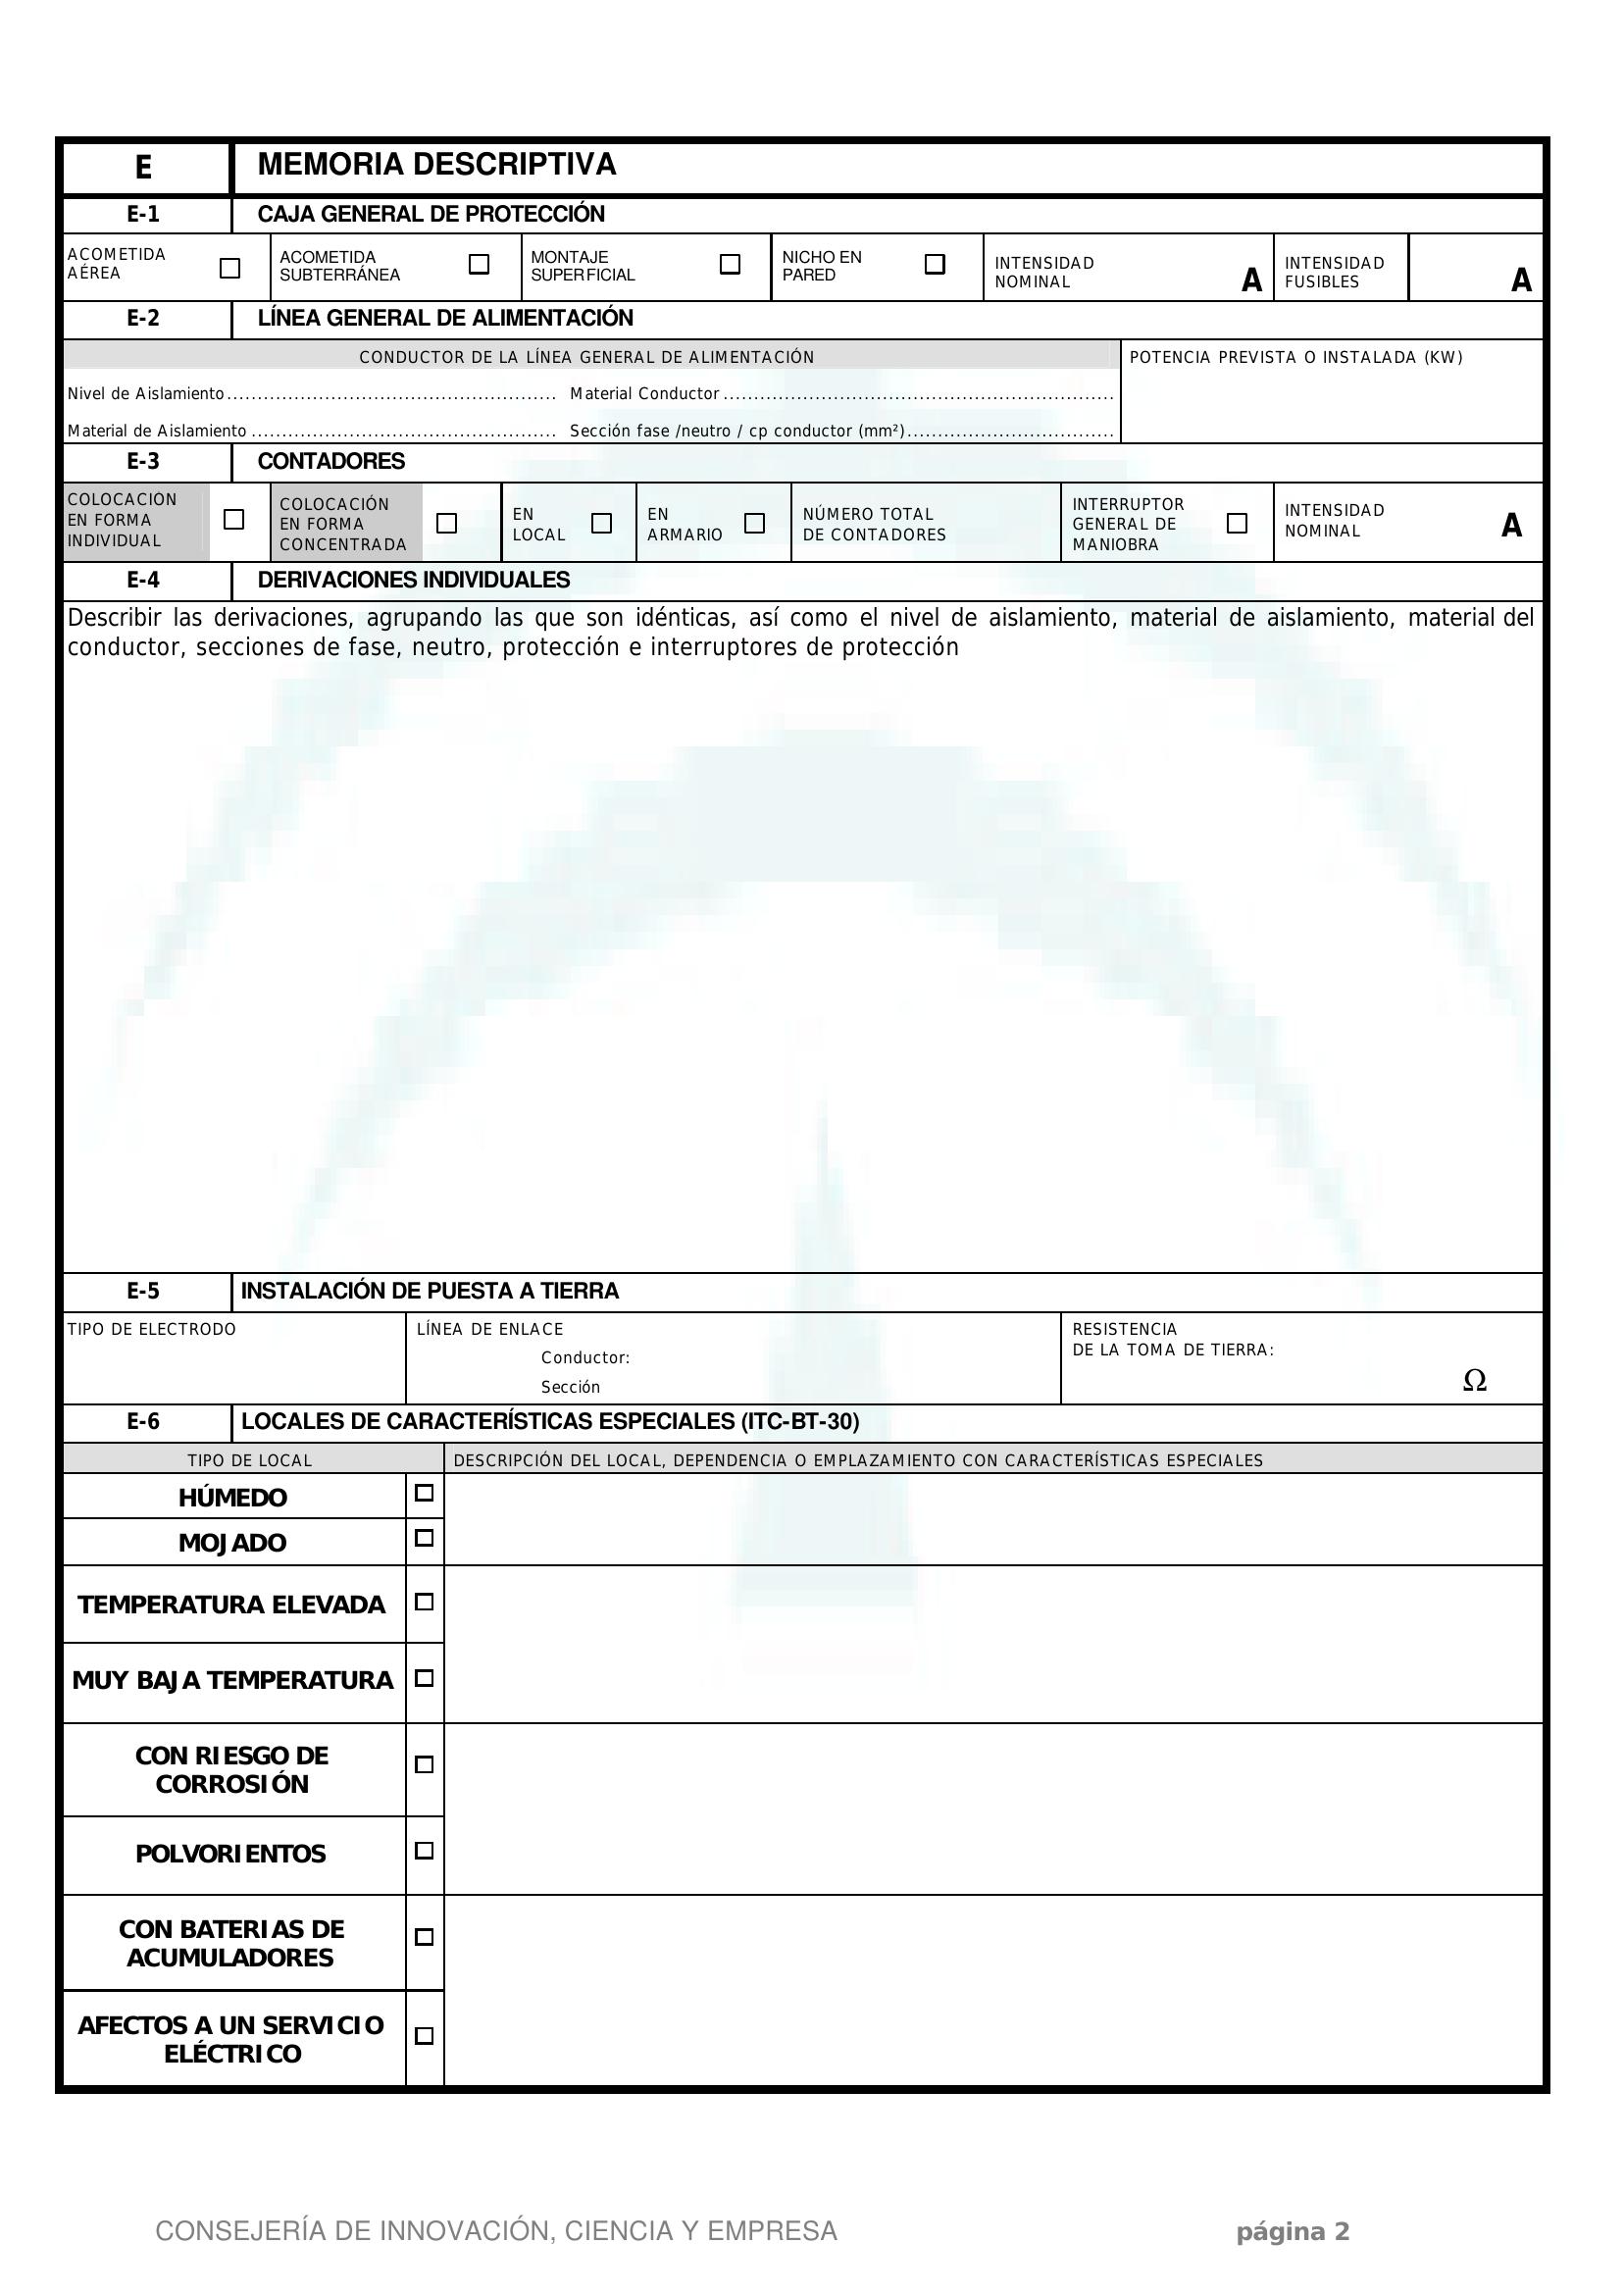 E MEMORIA DESCRIPTIVA
E-1 CAJA GENERAL DE PROTECCIÓN
ACOMETIDA
AÉREA
ACOMETIDA
SUBTERRÁNEA
MONTAJE
SUPERFICIAL
NICHO EN
PARED
INTENSIDAD
NOMINAL
A
INTENSIDAD
FUSIBLES
A
E-2 LÍNEA GENERAL DE ALIMENTACIÓN
CONDUCTOR DE LA LÍNEA GENERAL DE ALIMENTACIÓN
POTENCIA PREVISTA O INSTALADA (KW)
Nivel de Aislamiento...................................................... Material Conductor................................................................
Material de Aislamiento .................................................. Sección fase /neutro / cp conductor (mm²)..................................
E-3 CONTADORES
COLOCACION
EN FORMA
INDIVIDUAL
COLOCACIÓN
EN FORMA
CONCENTRADA
EN
LOCAL
EN
ARMARIO
NÚMERO TOTAL
DE CONTADORES
INTERRUPTOR
GENERAL DE
MANIOBRA
INTENSIDAD
NOMINAL
A
E-4 DERIVACIONES INDIVIDUALES
Describir las derivaciones, agrupando las que son idénticas, así como el nivel de aislamiento, material de aislamiento, material del
conductor, secciones de fase, neutro, protección e interruptores de protección
E-5 INSTALACIÓN DE PUESTA A TIERRA
TIPO DE ELECTRODO
LÍNEA DE ENLACE
Conductor:
Sección
RESISTENCIA
DE LA TOMA DE TIERRA:
Ω
E-6 LOCALES DE CARACTERÍSTICAS ESPECIALES (ITC-BT-30)
TIPO DE LOCAL DESCRIPCIÓN DEL LOCAL, DEPENDENCIA O EMPLAZAMIENTO CON CARACTERÍSTICAS ESPECIALES
HÚMEDO
MOJADO
TEMPERATURA ELEVADA
MUY BAJA TEMPERATURA
CON RIESGO DE
CORROSIÓN
POLVORIENTOS
CON BATERIAS DE
ACUMULADORES
AFECTOS A UN SERVICIO
ELÉCTRICO
CONSEJERÍA DE INNOVACIÓN, CIENCIA Y EMPRESA página 2